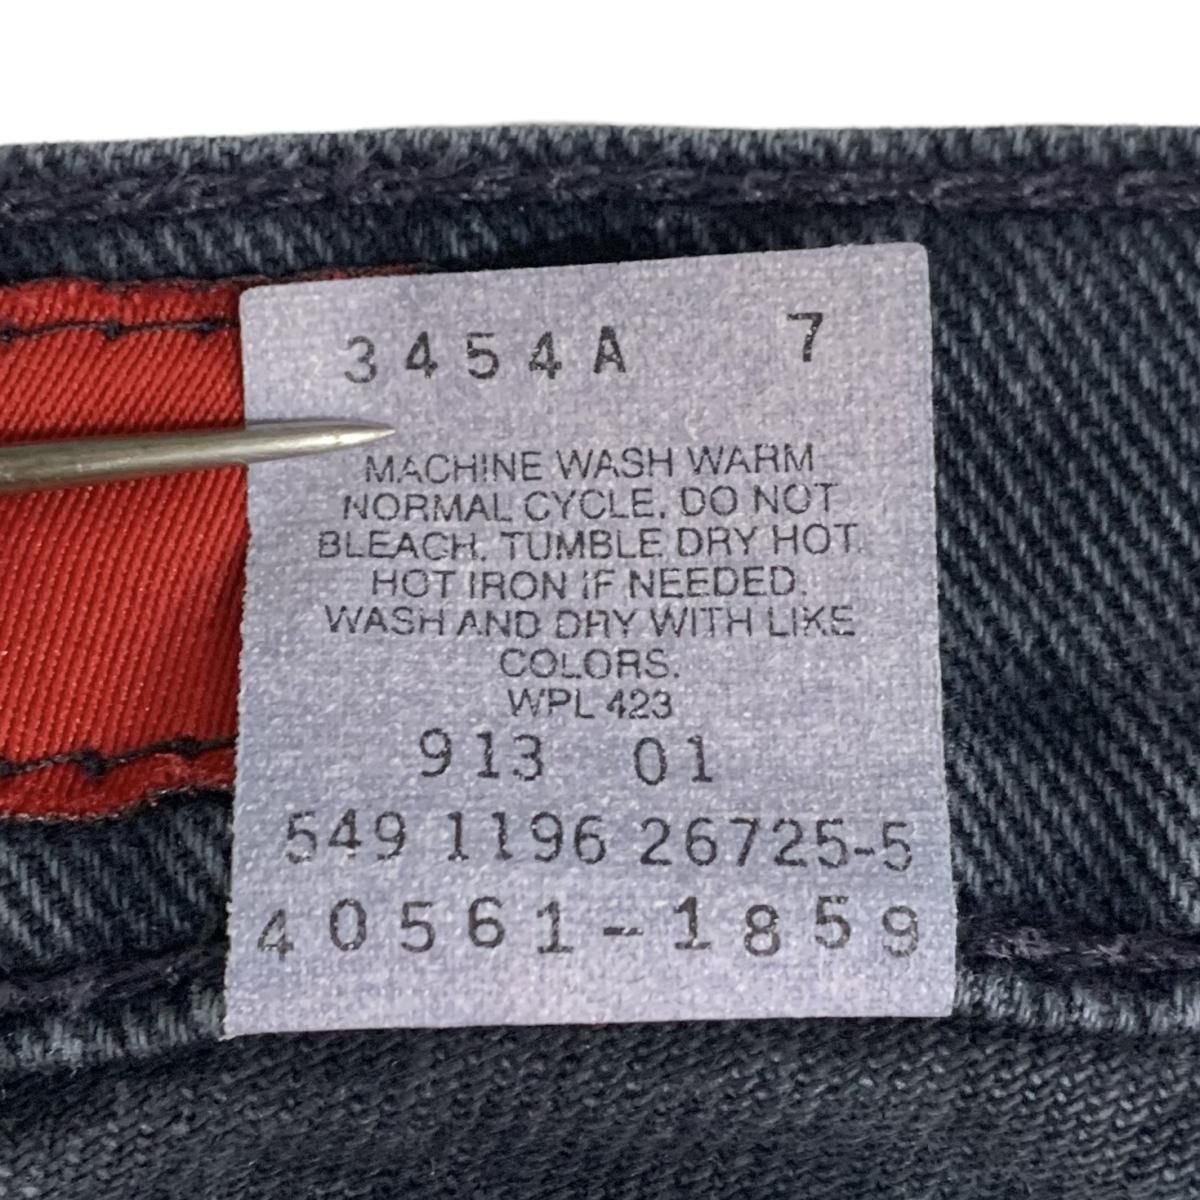 3454A 7
MACHINE WASH WARM
NORMAL CYCLE. DO NOT
BLEACH. TUMBLE DRY HOT.
HOT IRON IF NEEDED.
WASH AND DRY WITH LIKE
COLORS.
WPL 423
913 01
549 1196 26725-5
40561-1859